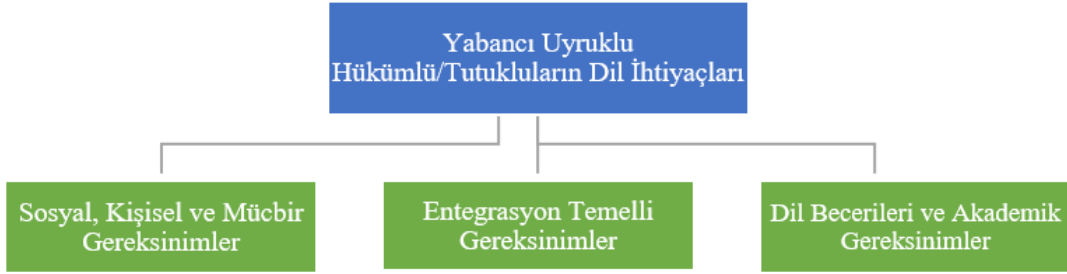 Yabancı Uyruklu
Hükümlü/Tutukluların Dil İhtiyaçları
Sosyal, Kişisel ve Mücbir
Gereksinimler
Entegrasyon Temelli
Gereksinimler
Dil Becerileri ve Akademik
Gereksinimler